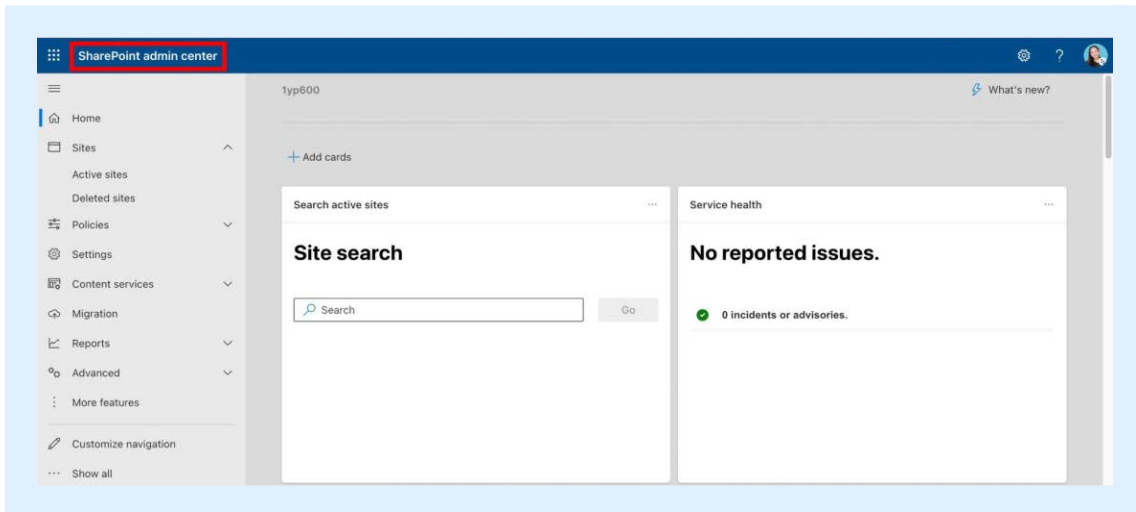 SharePoint admin center
?
Home
Sites
Active sites
Deleted sites
Policies
Settings
Content services
Migration
Reports
Advanced
More features
Customize navigation
Show all
1yp600
What's new?
Add cards
Search active sites
Site search
Search
Go
Service health
No reported issues.
0 incidents or advisories.